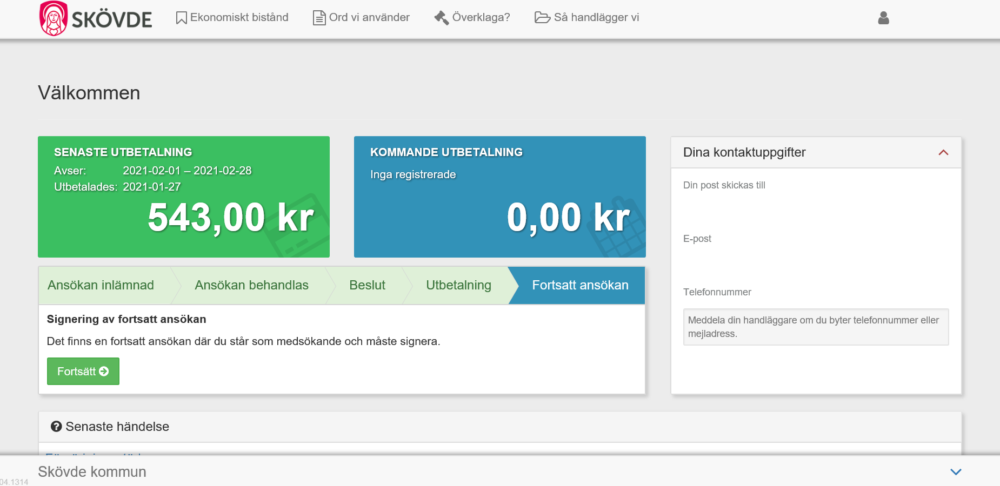 SKÖVDE
Ekonomiskt bistånd
Ord vi använder
Överklaga?
Så handlägger vi
Välkommen
SENASTE UTBETALNING
Avser: 2021-02-01 – 2021-02-28
Utbetalades: 2021-01-27
543,00 kr
KOMMANDE UTBETALNING
Inga registrerade
0,00 kr
Ansökan inlämnad
Ansökan behandlas
Beslut
Utbetalning
Fortsatt ansökan
Signering av fortsatt ansökan
Det finns en fortsatt ansökan där du står som medsökande och måste signera.
Fortsätt
Dina kontaktuppgifter
Din post skickas till
E-post
Telefonnummer
Meddela din handläggare om du byter telefonnummer eller
mejladress.
Senaste händelse
Skövde kommun
04.1314